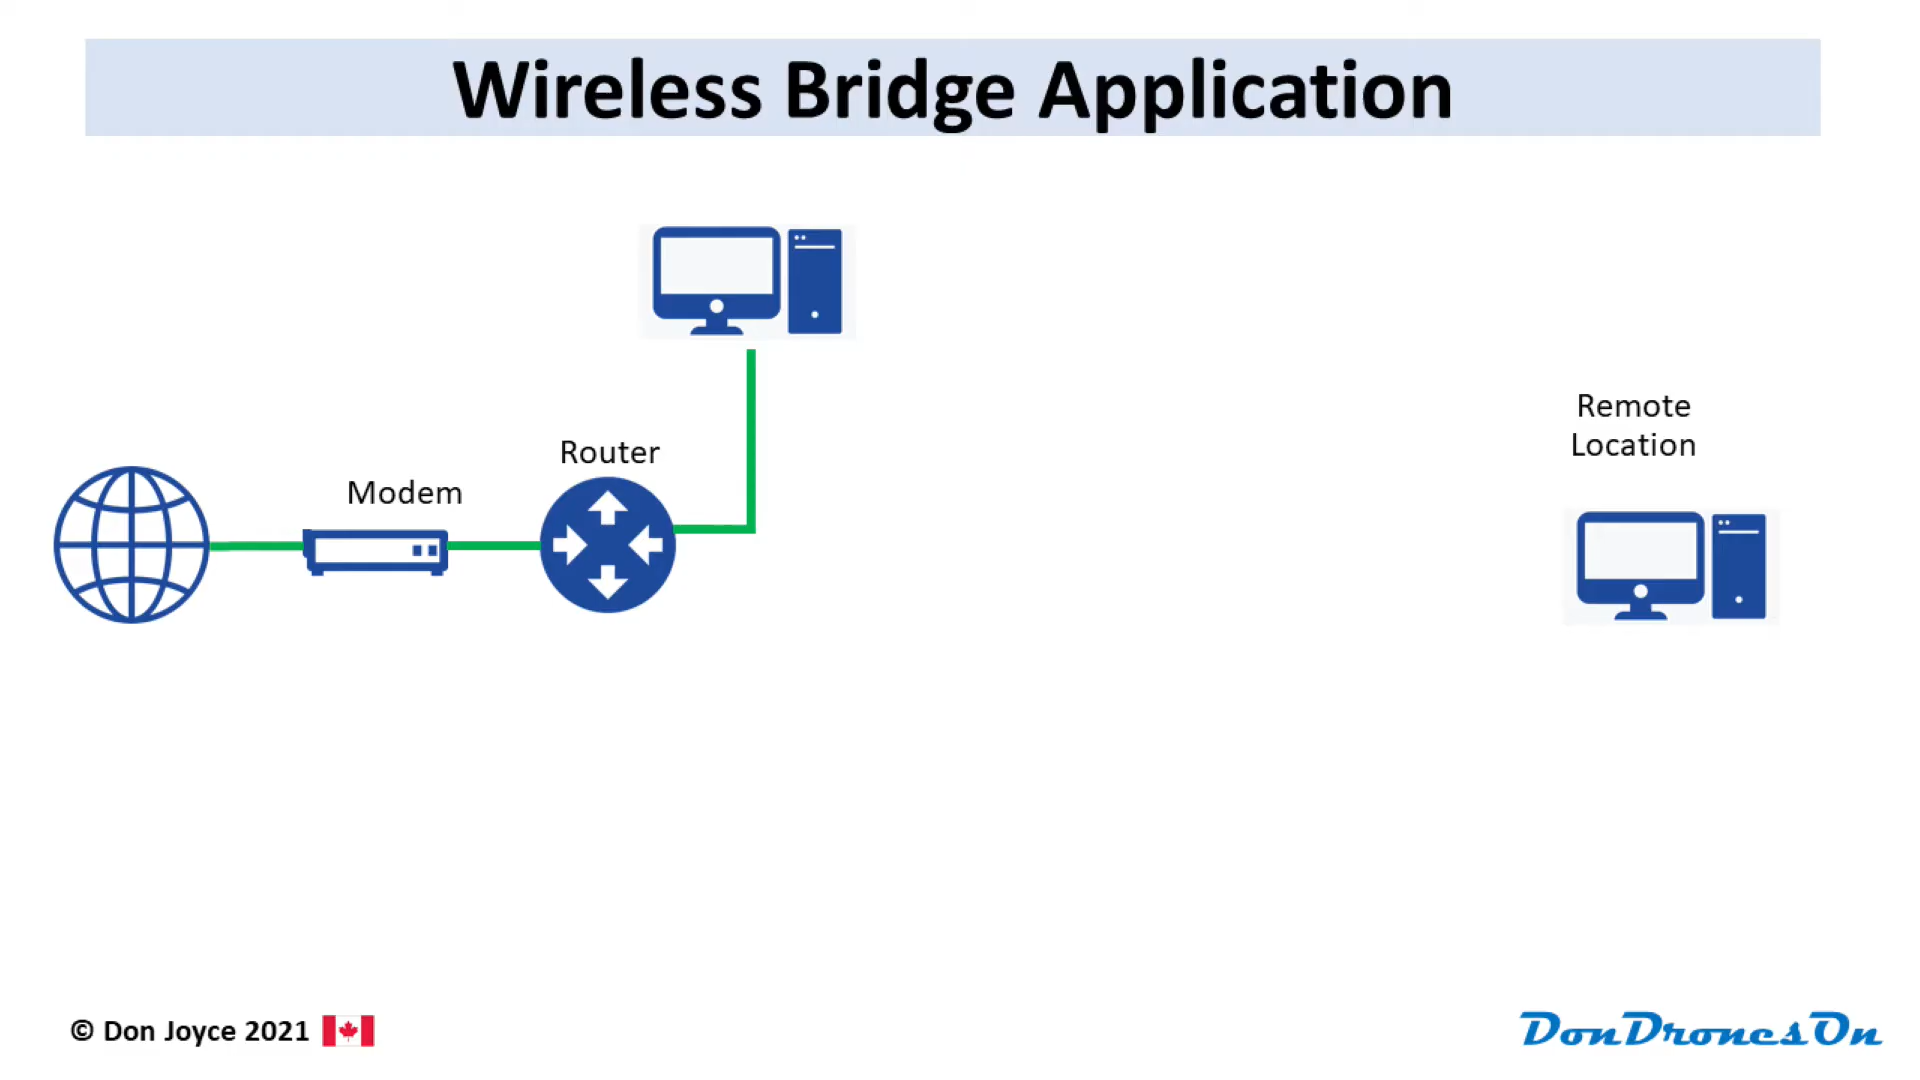 Wireless Bridge Application
Remote
Location
Router
Modem
© Don Joyce 2021
DonDronesOn